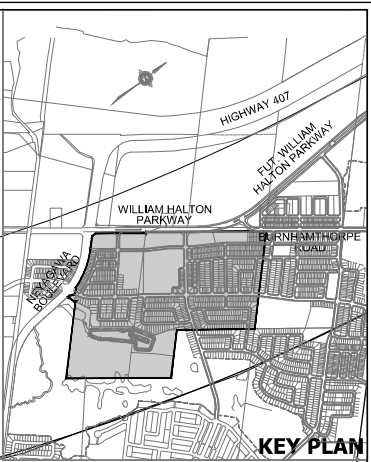 HIGHWAY 407
FUT. WILLIAM
HALTON PARKWAY
WILLIAM HALTON
PARKWAY
BURNHAMTHORPE
ROAD
NEYAGAWA
BOULEVARD
KEY PLAN